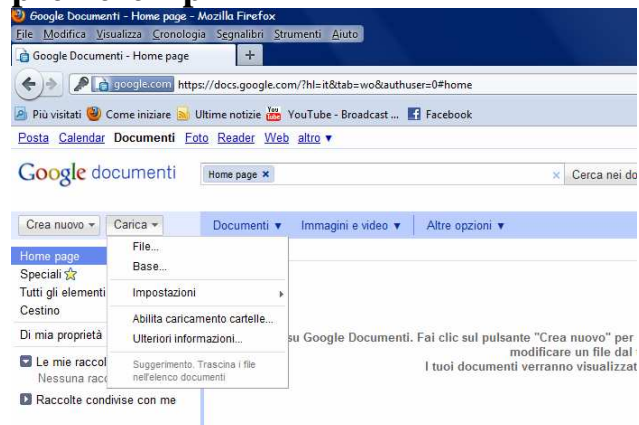 Google Documenti - Home page - Mozilla Firefox
File Modifica Visualizza Cronologia Segnalibri Strumenti Aiuto
Google Documenti - Home page +
google.com https://docs.google.com/?hl=it&tab=wo&authuser=0#home
Più visitati Come iniziare Ultime notizie YouTube - Broadcast ... Facebook
Posta Calendar Documenti Foto Reader Web altro ▼
Google documenti Home page × × Cerca nei do
Crea nuovo ▼ Carica ▼ Documenti ▼ Immagini e video ▼ Altre opzioni ▼
Home page
Speciali
Tutti gli elementi
Cestino
Di mia proprietà
Le mie raccol
Nessuna racc
Raccolte condivise con me
File...
Base...
Impostazioni
Abilita caricamento cartelle...
Ulteriori informazioni...
Suggerimento. Trascina i file
nell'elenco documenti
su Google Documenti. Fai clic sul pulsante "Crea nuovo" per
modificare un file dal
I tuoi documenti verranno visualizzat